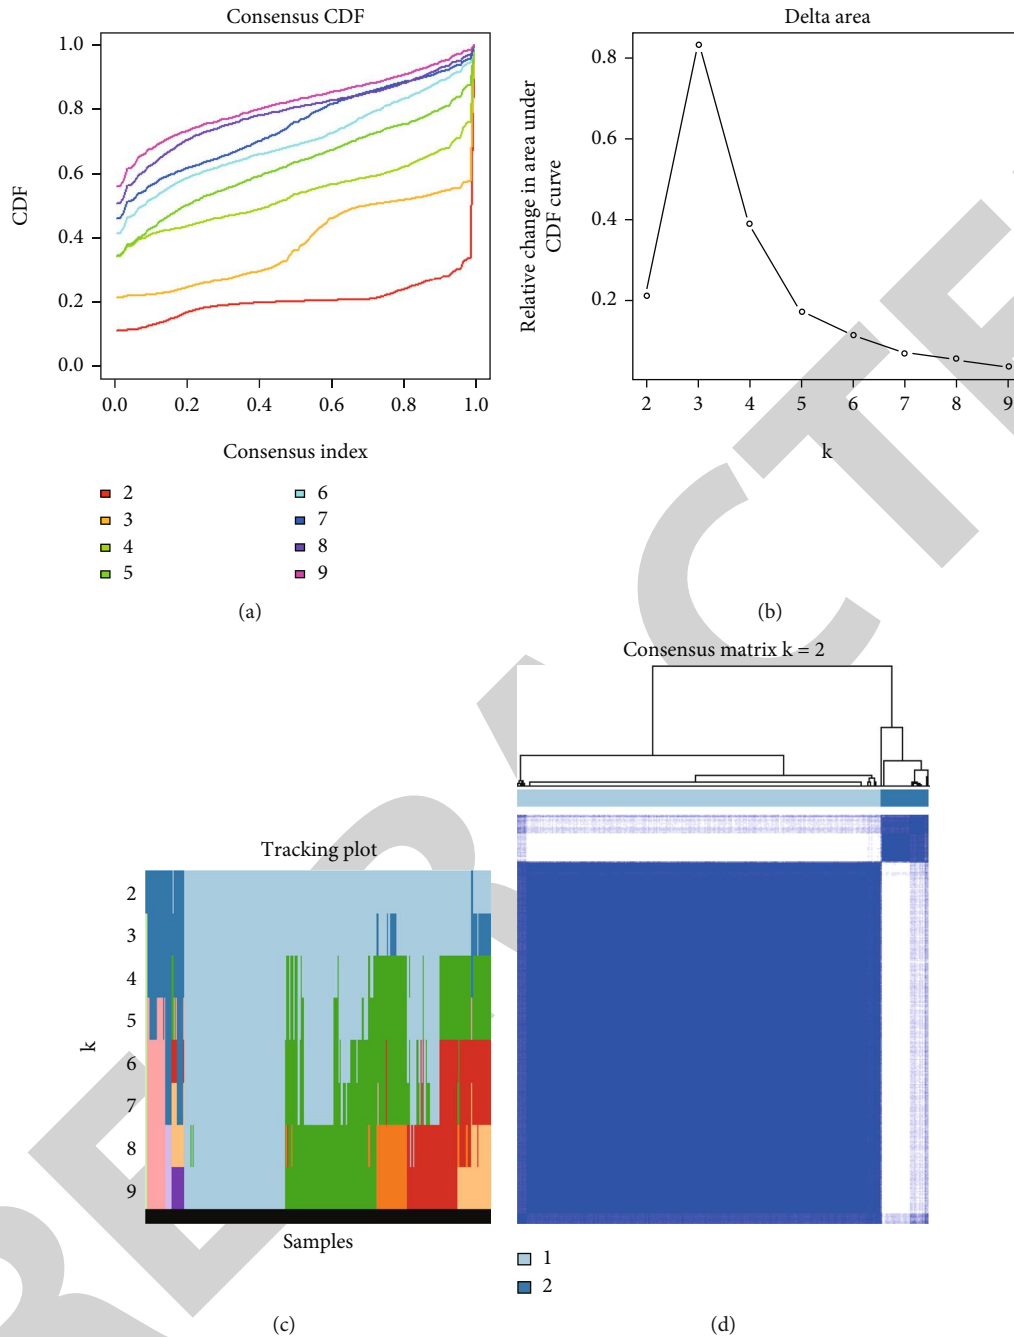 Consensus CDF
CDF
1.0
0.8
0.6
0.4
0.2
0.0
0.0 0.2 0.4 0.6 0.8 1.0
Consensus index
2
3
4
5
6
7
8
9
(a)
Delta area
Relative change in area under
CDF curve
0.8
0.6
0.4
0.2
2 3 4 5 6 7 8 9
k
(b)
Tracking plot
k
2
3
4
5
6
7
8
9
Samples
(c)
Consensus matrix k = 2
1
2
(d)
RETRACTE